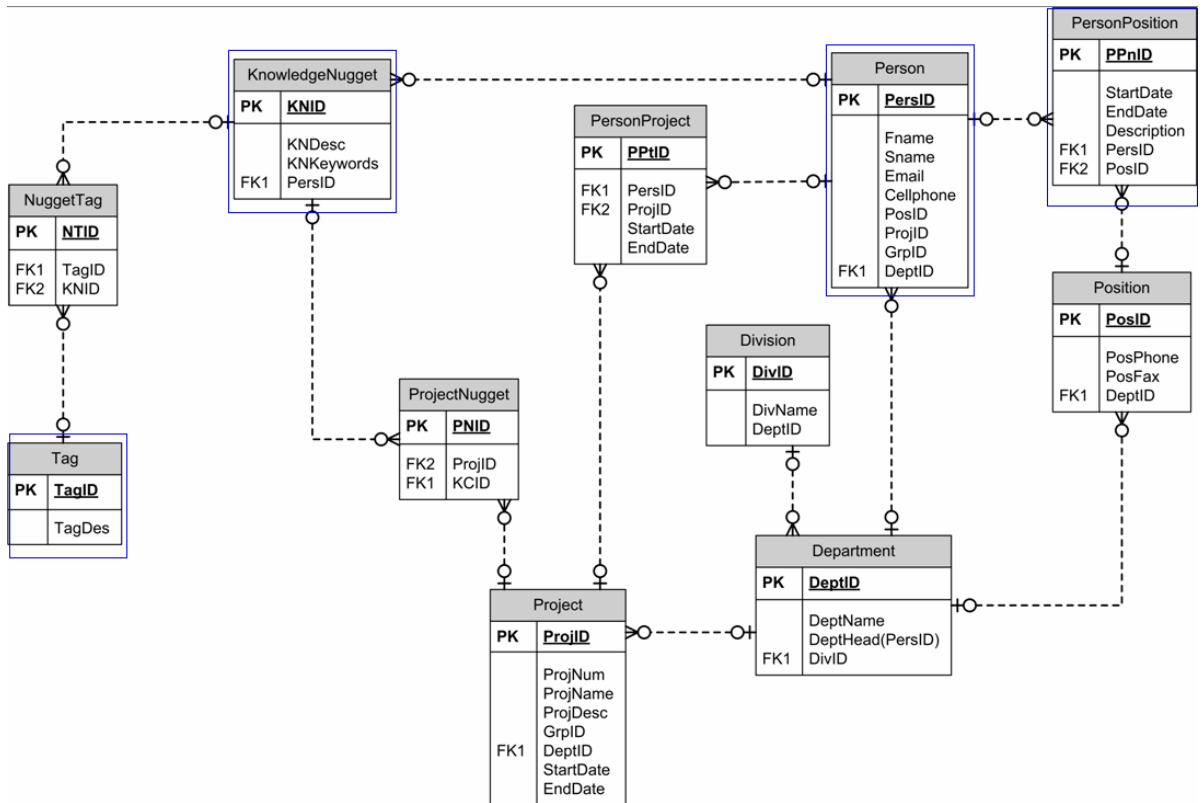 KnowledgeNugget
PK KNID
KNDesc
KNKeywords
FK1 PersID
Person
PK PersID
Fname
Sname
Email
Cellphone
PosID
ProjID
GrpID
FK1 DeptID
PersonPosition
PK PPnID
StartDate
EndDate
Description
FK1 PersID
FK2 PosID
PersonProject
PK PPtID
FK1 PersID
FK2 ProjID
StartDate
EndDate
NuggetTag
PK NTID
FK1 TagID
FK2 KNID
Position
PK PosID
PosPhone
PosFax
FK1 DeptID
Division
PK DivID
DivName
DeptID
ProjectNugget
PK PNID
FK2 ProjID
FK1 KCID
Tag
PK TagID
TagDes
Department
PK DeptID
DeptName
DeptHead(PersID)
FK1 DivID
Project
PK ProjID
ProjNum
ProjName
ProjDesc
GrpID
FK1 DeptID
StartDate
EndDate